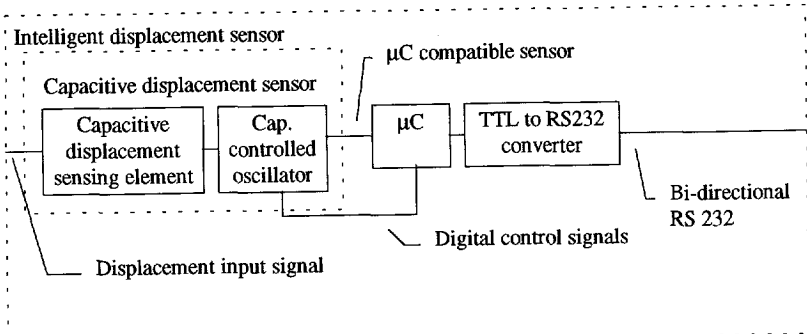 Intelligent displacement sensor
μC compatible sensor
Capacitive displacement sensor
Capacitive
displacement
sensing element
Cap.
controlled
oscillator
μC
TTL to RS232
converter
Bi-directional
RS 232
Digital control signals
Displacement input signal